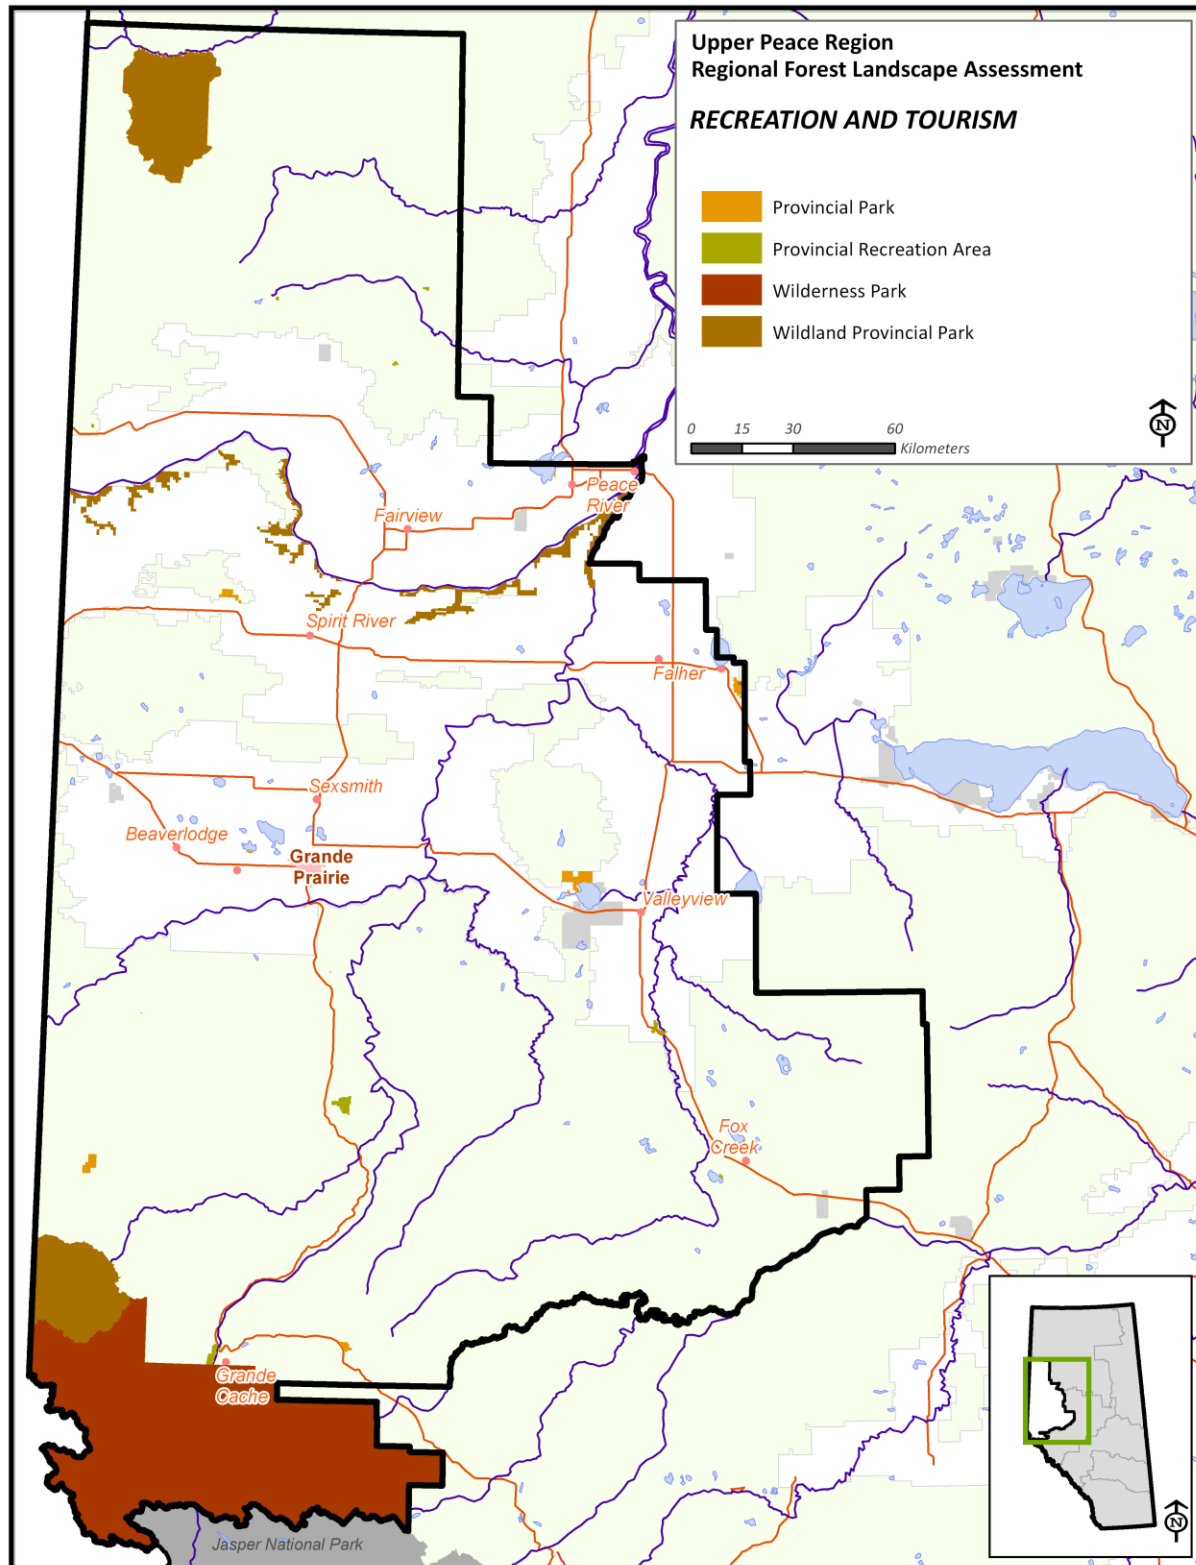 Upper Peace Region
Regional Forest Landscape Assessment
RECREATION AND TOURISM
Provincial Park
Provincial Recreation Area
Wilderness Park
Wildland Provincial Park
0 15 30 60
Kilometers
N
Peace
River
Fairview
Spirit River
Falher
Sexsmith
Beaverlodge
Grande
Prairie
Valleyview
Fox
Creek
Grande
Cache
Jasper National Park
N